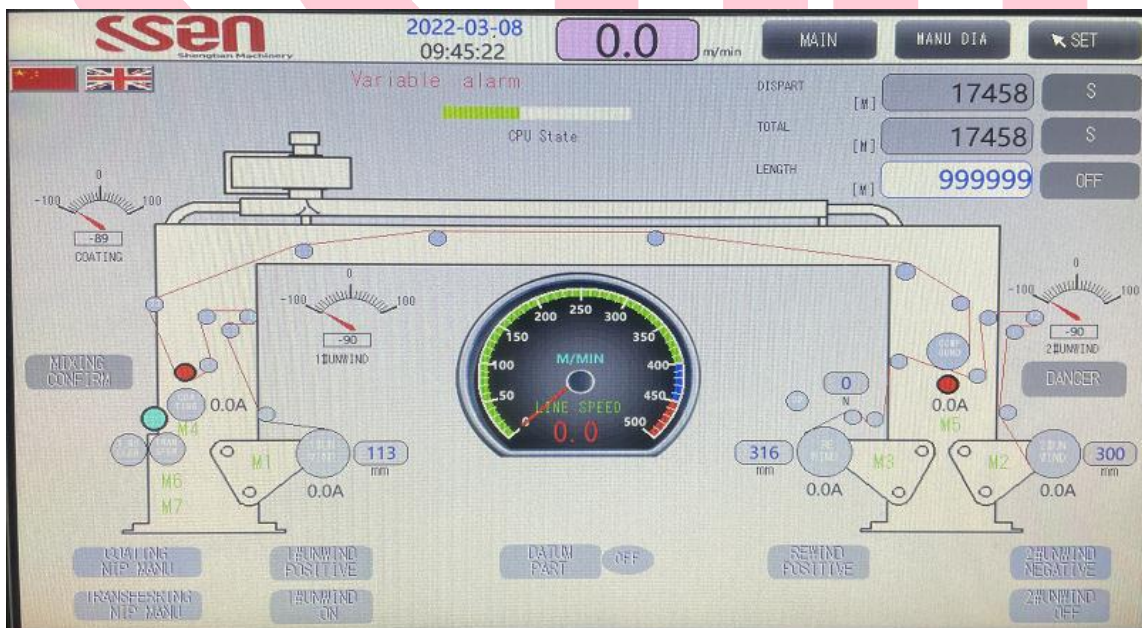 ssen
Shengban Machinery
2022-03-08
09:45:22
0.0
m/min
MAIN
MANU DIA
SET
Variable alarm
CPU State
DISPART
[M]
17458
S
TOTAL
[M]
17458
S
LENGTH
[M]
999999
OFF
0
-100
100
-89
COATING
0
-100
100
-90
1#UNWIND
0
-100
100
-90
2#UNWIND
MIXING
CONFIRM
DANCER
0
50
100
150
200
250
300
350
400
450
500
M/MIN
LINE SPEED
0.0
0.0A
M4
M6
M7
M1
113
mm
0.0A
0
N
0.0A
M5
316
mm
M3
0.0A
M2
300
mm
0.0A
COATING
NIP MANU
1#UNWIND
POSITIVE
DATUM
PART
OFF
REWIND
POSITIVE
2#UNWIND
NEGATIVE
TRANSFERRING
NIP MANU
1#UNWIND
ON
2#UNWIND
OFF